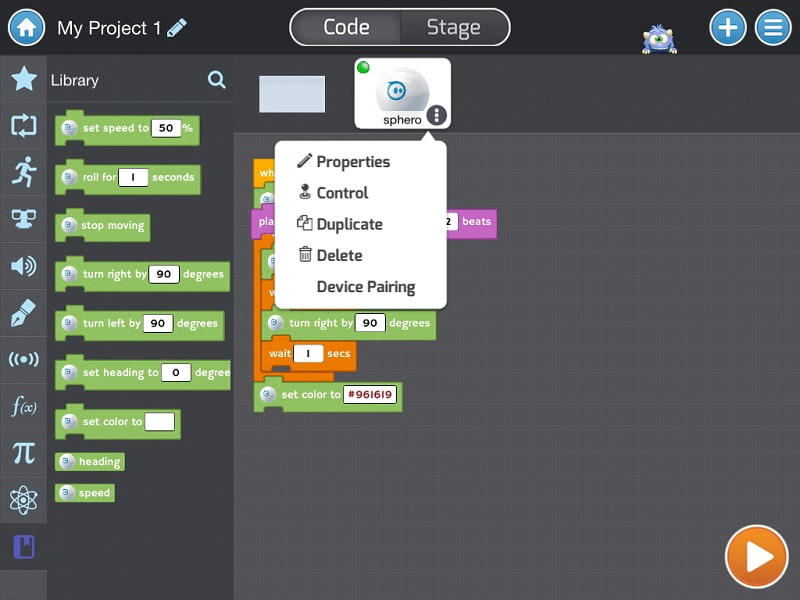 My Project 1
Code
Stage
Library
sphero
set speed to 50 %
roll for 1 seconds
stop moving
turn right by 90 degrees
turn left by 90 degrees
set heading to 0 degree
set color to
heading
speed
f(x)
π
Properties
Control
Duplicate
Delete
Device Pairing
wh
pla
2 beats
w
turn right by 90 degrees
wait 1 secs
set color to #961619